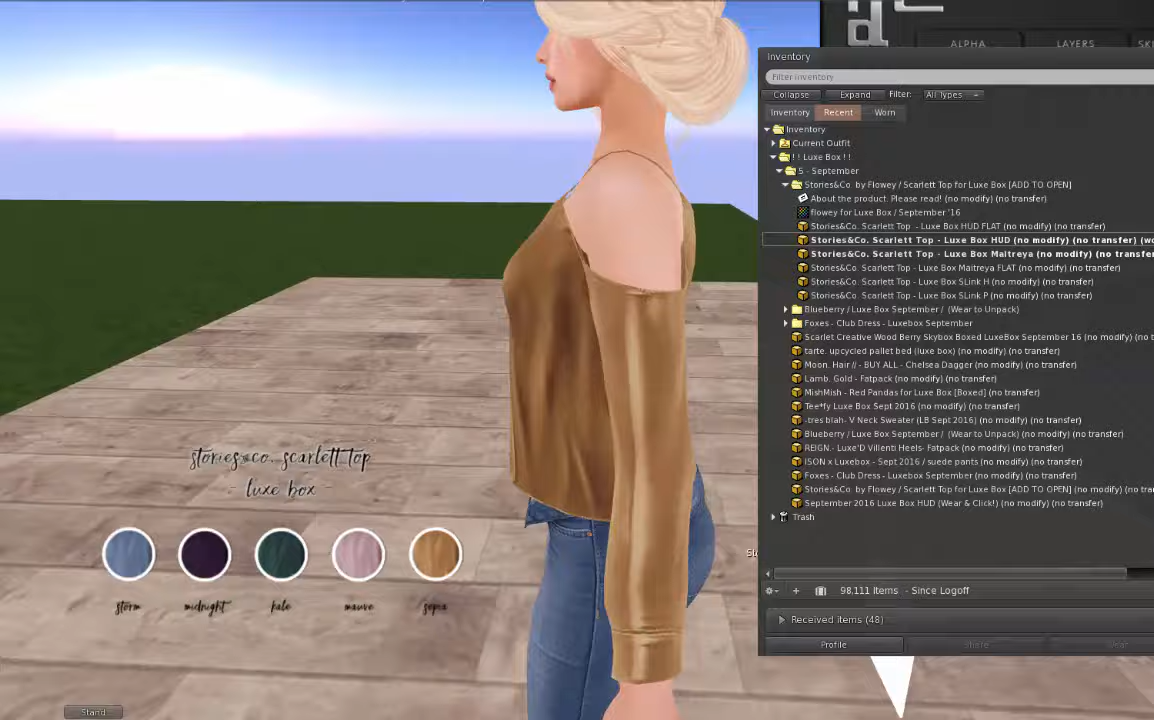 ALPHA
LAYERS
Inventory
Filter Inventory
Collapse Expand Filter: All Types
Inventory Recent Worn
Inventory
Current Outfit
! ! Luxe Box ! !
5 - September
Stories&Co. by Flowey / Scarlett Top for Luxe Box [ADD TO OPEN]
About the product. Please read! (no modify) (no transfer)
flowey for Luxe Box / September '16
Stories&Co. Scarlett Top - Luxe Box HUD FLAT (no modify) (no transfer)
Stories&Co. Scarlett Top - Luxe Box HUD (no modify) (no transfer) (wo
Stories&Co. Scarlett Top - Luxe Box Maitreya (no modify) (no transfer
Stories&Co. Scarlett Top - Luxe Box Maitreya FLAT (no modify) (no transfer)
Stories&Co. Scarlett Top - Luxe Box SLink H (no modify) (no transfer)
Stories&Co. Scarlett Top - Luxe Box SLink P (no modify) (no transfer)
Blueberry / Luxe Box September / (Wear to Unpack)
Foxes - Club Dress - Luxebox September
Scarlet Creative Wood Berry Skybox Boxed LuxeBox September 16 (no modify) (no t
tarte. upcycled pallet bed (luxe box) (no modify) (no transfer)
Moon. Hair // - BUY ALL - Chelsea Dagger (no modify) (no transfer)
Lamb. Gold - Fatpack (no modify) (no transfer)
MishMish - Red Pandas for Luxe Box [Boxed] (no modify) (no transfer)
Tee*fy Luxe Box Sept 2016 (no modify) (no transfer)
-tres blah- V Neck Sweater (LB Sept 2016) (no modify) (no transfer)
Blueberry / Luxe Box September / (Wear to Unpack) (no modify) (no transfer)
REIGN.- Luxe'D Villenti Heels- Fatpack (no modify) (no transfer)
ISON x Luxebox - Sept 2016 / suede pants (no modify) (no transfer)
Foxes - Club Dress - Luxebox September (no modify) (no transfer)
Stories&Co. by Flowey / Scarlett Top for Luxe Box [ADD TO OPEN] (no modify) (no tra
September 2016 Luxe Box HUD (Wear & Click!) (no modify) (no transfer)
Trash
98,111 Items - Since Logoff
Received Items (48)
Profile Share Wear
stories&co. scarlett top
- luxe box -
storm midnight kale mauve sepia
Stand